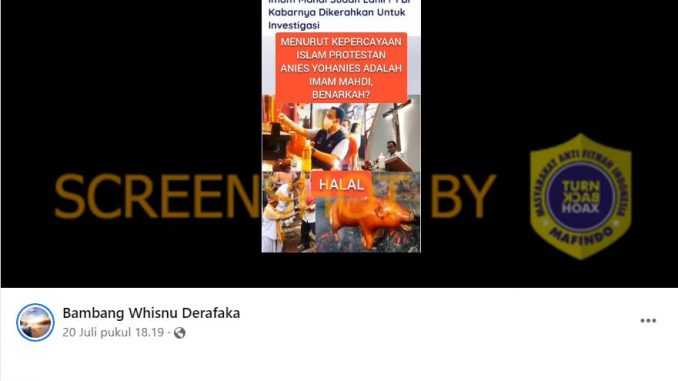 Imam Mahdi Sudah Lahir? FBI
Kabarnya Dikerahkan Untuk
Investigasi
MENURUT KEPERCAYAAN
ISLAM PROTESTAN
ANIES YOHANIES ADALAH
IMAM MAHDI,
BENARKAH?
HALAL
SCREEN BY
MASYARAKAT ANTI FITNAH INDONESIA
TURN
BACK
HOAX
MAFINDO
Bambang Whisnu Derafaka
20 Juli pukul 18.19 ·